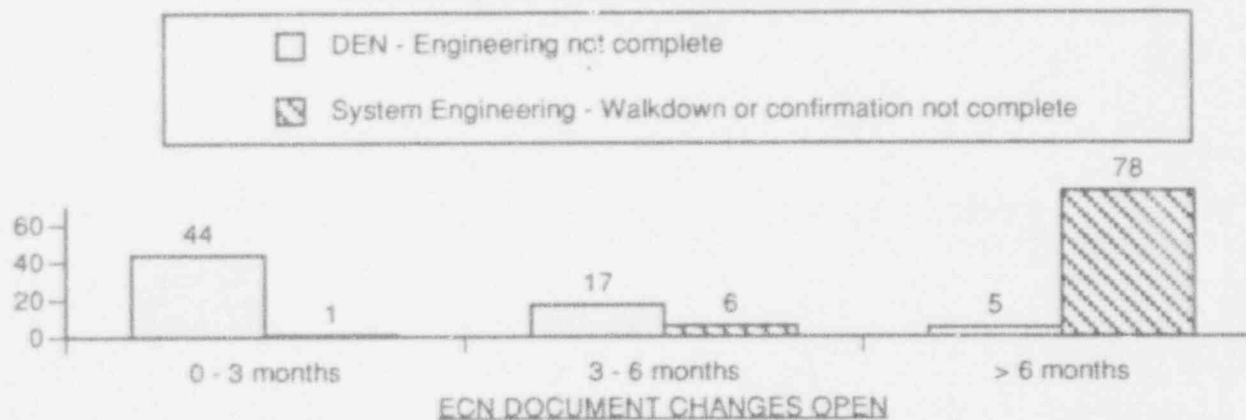 DEN - Engineering not complete
System Engineering - Walkdown or confirmation not complete
78
60
44
40
17
20
1
6
5
0
0 - 3 months
3 - 6 months
> 6 months
ECN DOCUMENT CHANGES OPEN